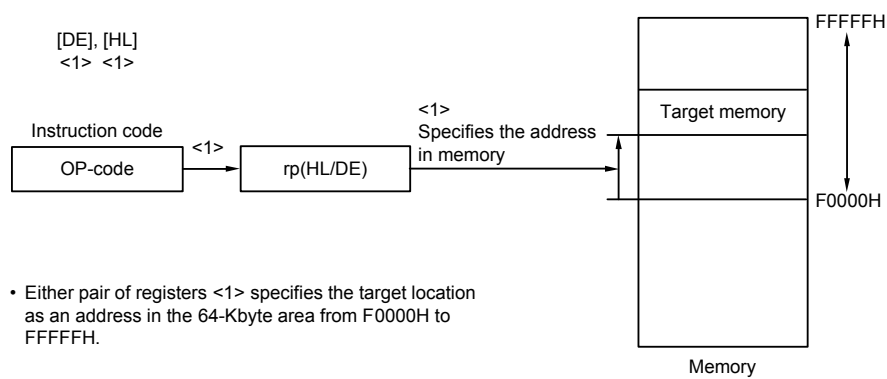 [DE], [HL]
<1> <1>
Instruction code
OP-code
<1>
rp(HL/DE)
<1>
Specifies the address
in memory
FFFFFH
Target memory
F0000H
Memory
• Either pair of registers <1> specifies the target location
as an address in the 64-Kbyte area from F0000H to
FFFFFH.